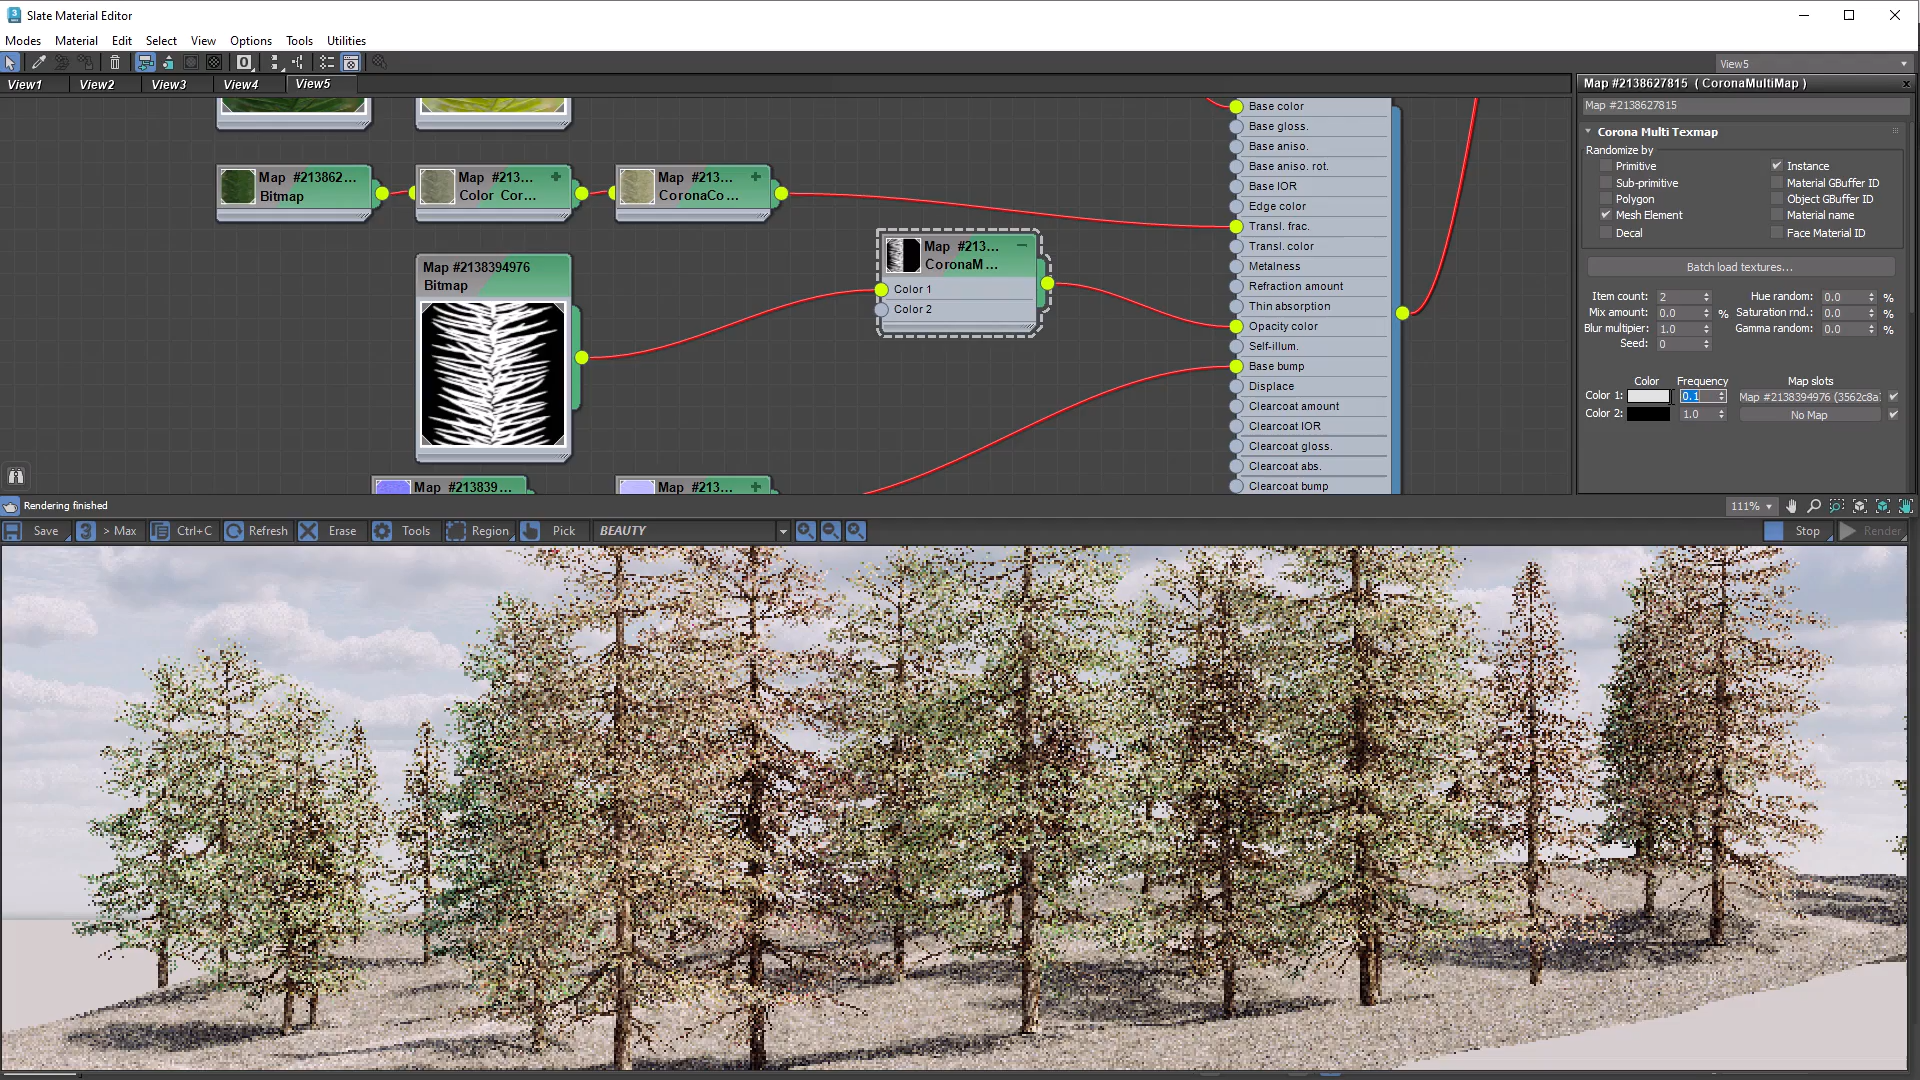 Slate Material Editor
Modes Material Edit Select View Options Tools Utilities
View5
View1 View2 View3 View4 View5
Map #2138627815 ( CoronaMultiMap )
Map #2138627815
Corona Multi Texmap
Randomize by
Primitive Instance
Sub-primitive Material GBuffer ID
Polygon Object GBuffer ID
Mesh Element Material name
Decal Face Material ID
Batch load textures...
Item count: 2 Hue random: 0.0 %
Mix amount: 0.0 % Saturation rnd.: 0.0 %
Blur multipier: 1.0 Gamma random: 0.0 %
Seed: 0
Color Frequency Map slots
Color 1: 0.1 Map #2138394976 (3562c8a
Color 2: 1.0 No Map
Map #213862...
Bitmap
Map #213...
Color Cor...
Map #213...
CoronaCo...
Map #2138394976
Bitmap
Map #213...
CoronaM...
Color 1
Color 2
Map #213839...
Map #213...
Base color
Base gloss.
Base aniso.
Base aniso. rot.
Base IOR
Edge color
Transl. frac.
Transl. color
Metalness
Refraction amount
Thin absorption
Opacity color
Self-illum.
Base bump
Displace
Clearcoat amount
Clearcoat IOR
Clearcoat gloss.
Clearcoat abs.
Clearcoat bump
Rendering finished
111%
Save 3 > Max Ctrl+C Refresh Erase Tools Region Pick BEAUTY Stop Render